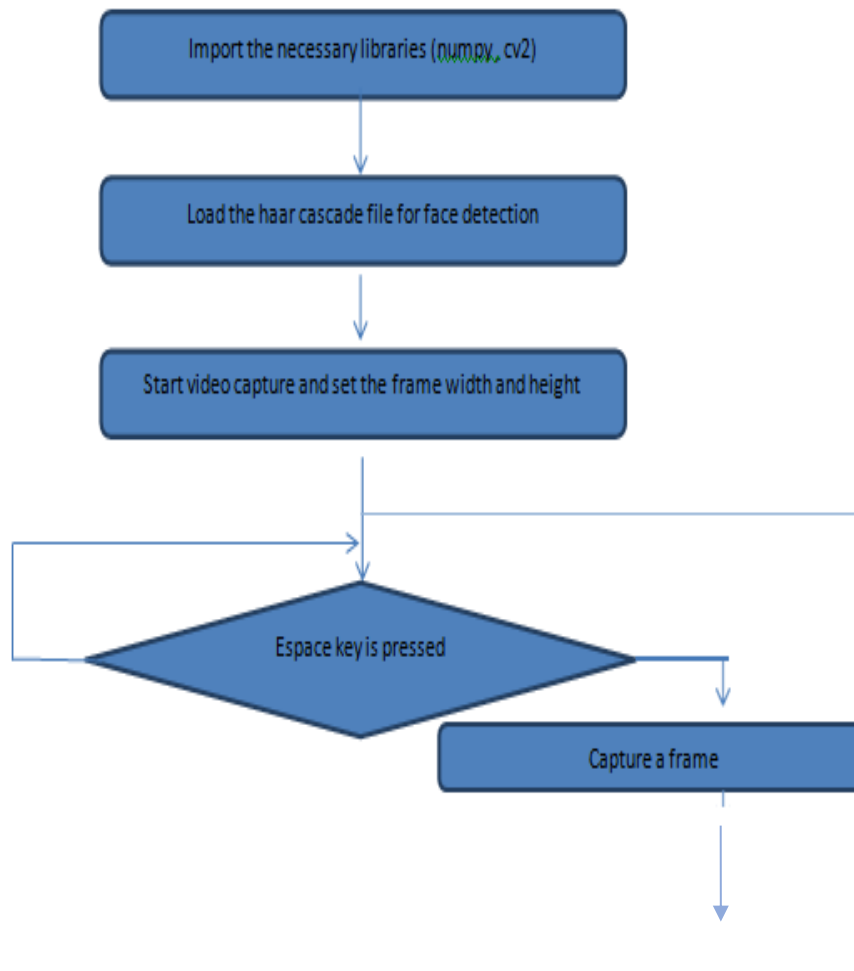 Import the necessary libraries (numpy, cv2)
Load the haar cascade file for face detection
Start video capture and set the frame width and height
Espace key is pressed
Capture a frame